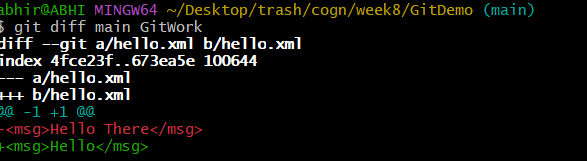 abhir@ABHI MINGW64 ~/Desktop/trash/cogn/week8/GitDemo (main)
$ git diff main GitWork
diff --git a/hello.xml b/hello.xml
index 4fce23f..673ea5e 100644
--- a/hello.xml
+++ b/hello.xml
@@ -1 +1 @@
-<msg>Hello There</msg>
+<msg>Hello</msg>